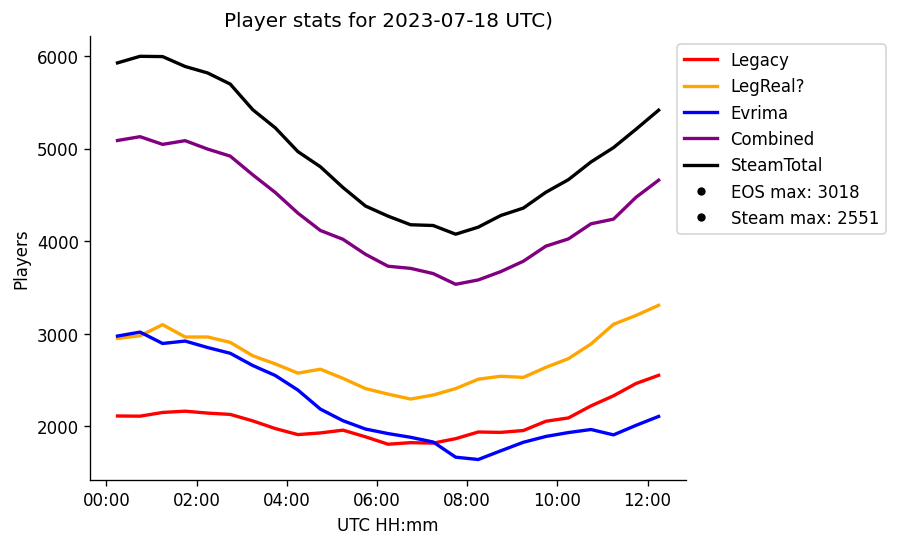 Player stats for 2023-07-18 UTC)
6000
5000
4000
3000
2000
Players
00:00 02:00 04:00 06:00 08:00 10:00 12:00
UTC HH:mm
Legacy
LegReal?
Evrima
Combined
SteamTotal
EOS max: 3018
Steam max: 2551